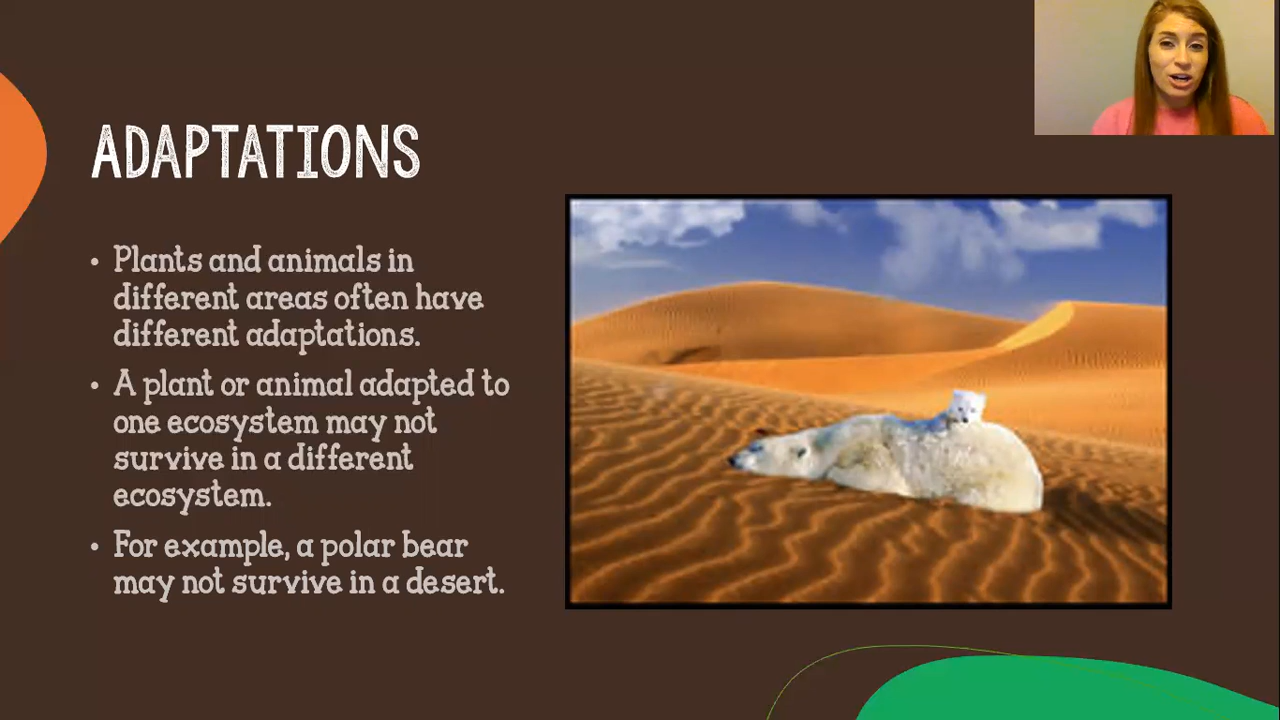 ADAPTATIONS
• Plants and animals in
different areas often have
different adaptations.
• A plant or animal adapted to
one ecosystem may not
survive in a different
ecosystem.
• For example, a polar bear
may not survive in a desert.